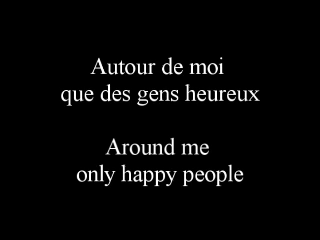 Autour de moi
que des gens heureux
Around me
only happy people